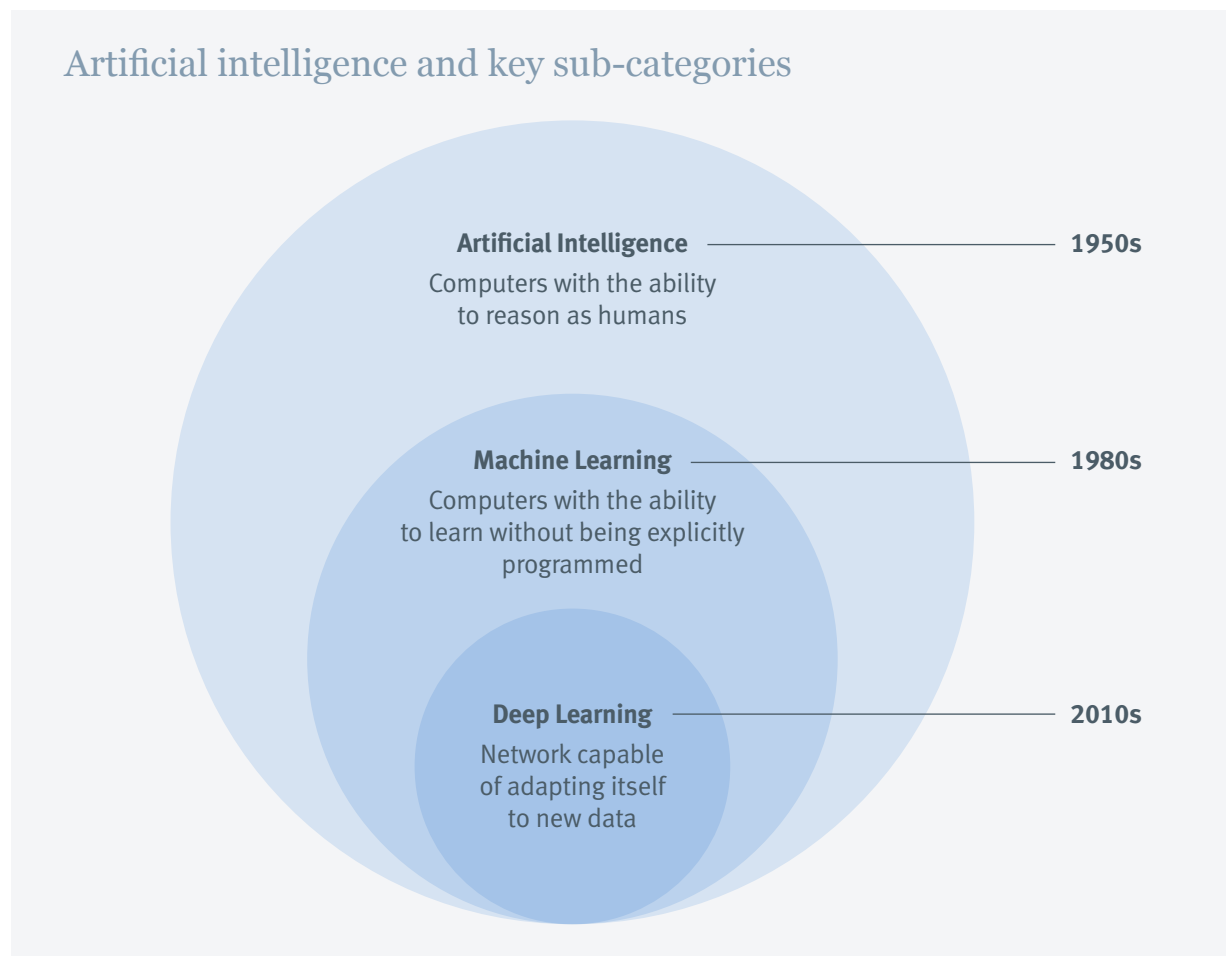 Artificial intelligence and key sub-categories
Artificial Intelligence
1950s
Computers with the ability
to reason as humans
Machine Learning
1980s
Computers with the ability
to learn without being explicitly
programmed
Deep Learning
2010s
Network capable
of adapting itself
to new data